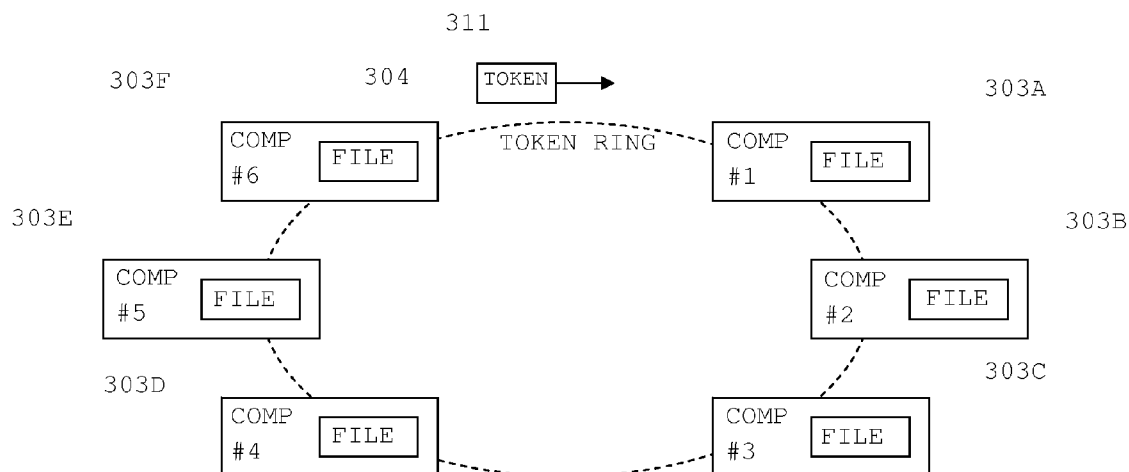 311
303F
304
TOKEN
303A
TOKEN RING
COMP
#6
FILE
COMP
#1
FILE
303E
303B
COMP
#5
FILE
COMP
#2
FILE
303D
303C
COMP
#4
FILE
COMP
#3
FILE